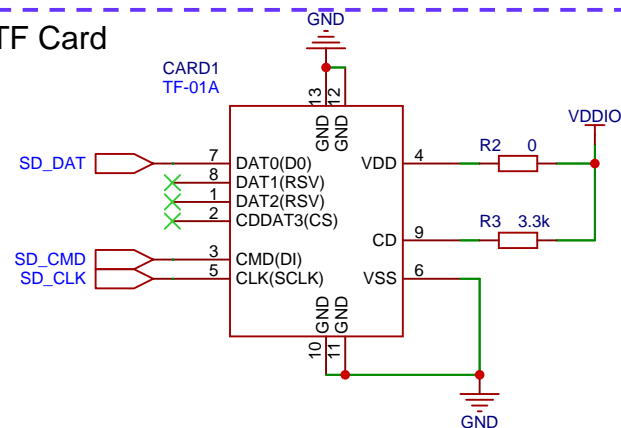 TF Card
GND
CARD1
TF-01A
13
12
GND
GND
VDDIO
SD_DAT
7
DAT0(D0)
VDD
4
R2
0
8
DAT1(RSV)
1
DAT2(RSV)
2
CDDAT3(CS)
CD
9
R3
3.3k
SD_CMD
3
CMD(DI)
SD_CLK
5
CLK(SCLK)
VSS
6
GND
GND
10
11
GND